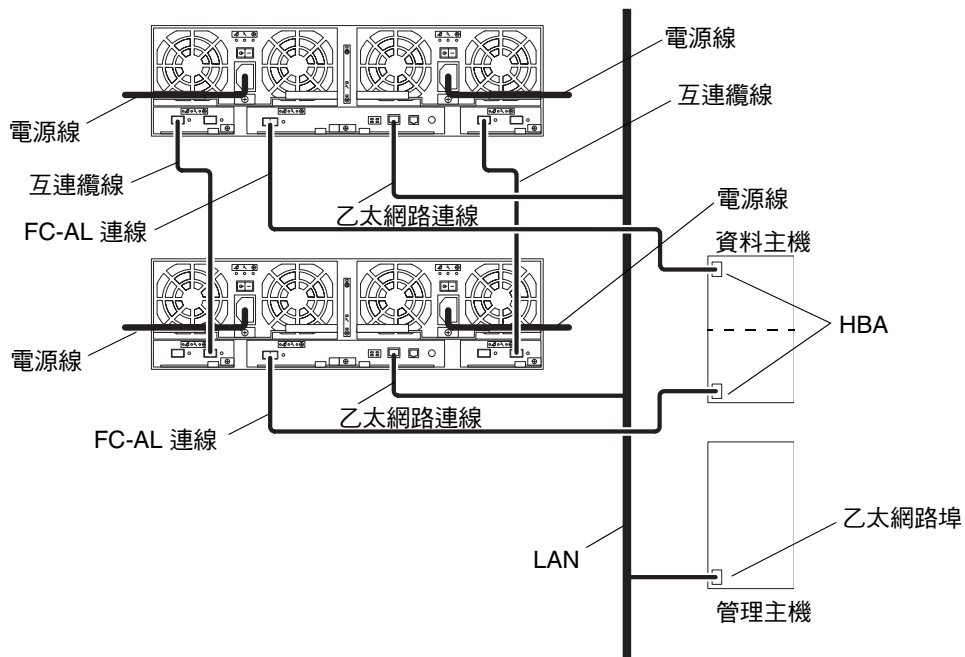 電源線
電源線
互連纜線
互連纜線
電源線
乙太網路連線
FC-AL 連線
資料主機
HBA
電源線
乙太網路連線
FC-AL 連線
乙太網路埠
LAN
管理主機